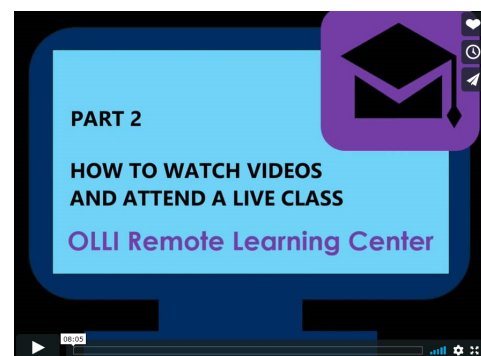 PART 2
HOW TO WATCH VIDEOS
AND ATTEND A LIVE CLASS
OLLI Remote Learning Center
08:05